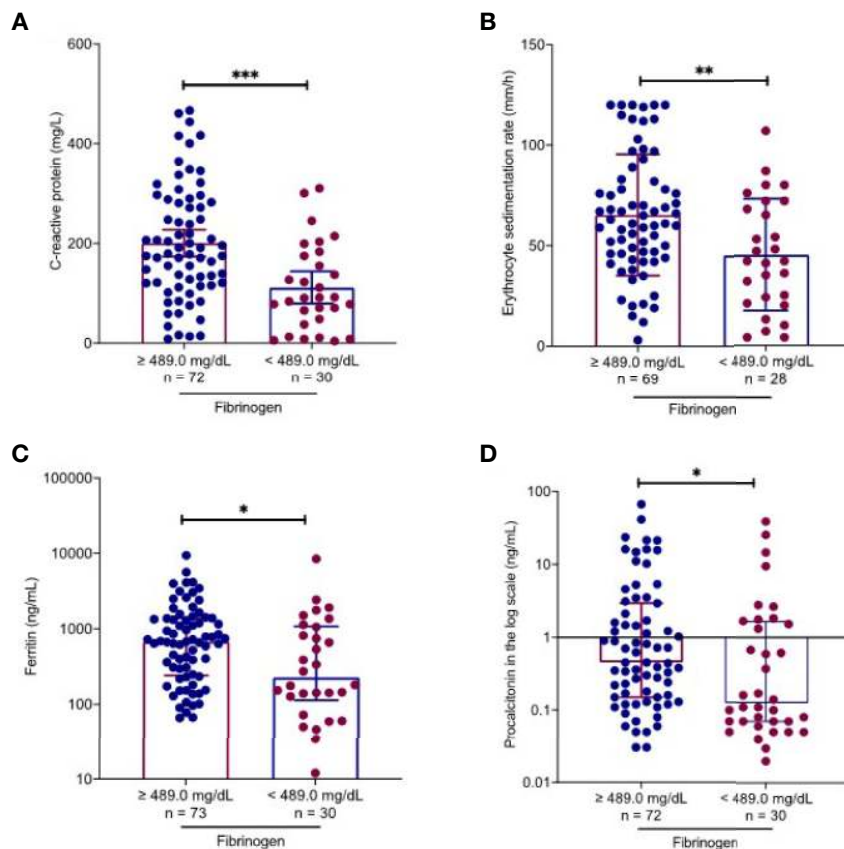 A
C-reactive protein (mg/L)
600
400
200
0
***
≥ 489.0 mg/dL
n = 72
< 489.0 mg/dL
n = 30
Fibrinogen
B
Erythrocyte sedimentation rate (mm/h)
150
100
50
0
**
≥ 489.0 mg/dL
n = 69
< 489.0 mg/dL
n = 28
Fibrinogen
C
Ferritin (ng/mL)
100000
10000
1000
100
10
*
≥ 489.0 mg/dL
n = 73
< 489.0 mg/dL
n = 30
Fibrinogen
D
Procalcitonin in the log scale (ng/mL)
100
10
1
0.1
0.01
*
≥ 489.0 mg/dL
n = 72
< 489.0 mg/dL
n = 30
Fibrinogen